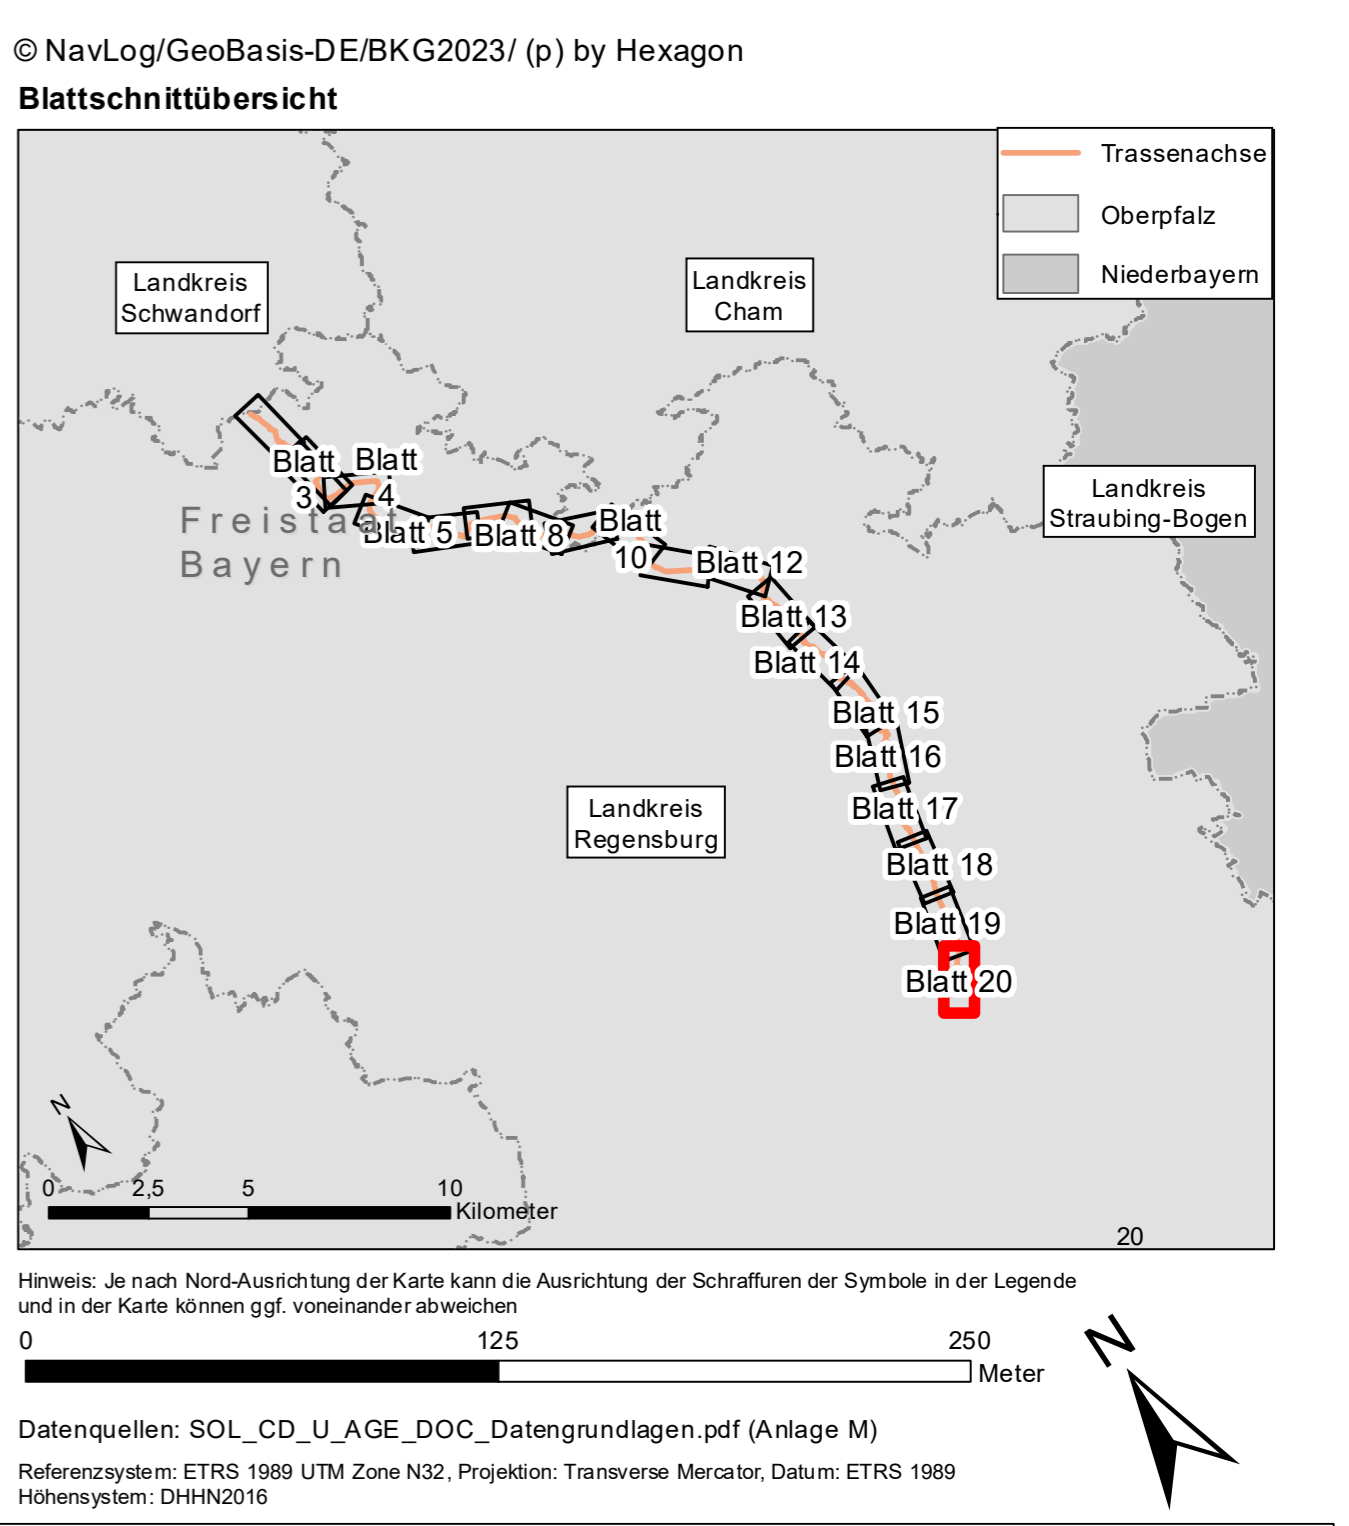 © NavLog/GeoBasis-DE/BKG2023/ (p) by Hexagon
Blattschnittübersicht
Trassenachse
Oberpfalz
Niederbayern
Landkreis
Schwandorf
Landkreis
Cham
Landkreis
Straubing-Bogen
Blatt
3
Blatt
4
Freistaat
Bayern
Blatt 5
Blatt 8
Blatt
10
Blatt 12
Blatt 13
Blatt 14
Blatt 15
Blatt 16
Blatt 17
Landkreis
Regensburg
Blatt 18
Blatt 19
Blatt 20
N
0 2,5 5 10
Kilometer
20
Hinweis: Je nach Nord-Ausrichtung der Karte kann die Ausrichtung der Schraffuren der Symbole in der Legende
und in der Karte können ggf. voneinander abweichen
0 125 250
Meter
N
Datenquellen: SOL_CD_U_AGE_DOC_Datengrundlagen.pdf (Anlage M)
Referenzsystem: ETRS 1989 UTM Zone N32, Projektion: Transverse Mercator, Datum: ETRS 1989
Höhensystem: DHHN2016